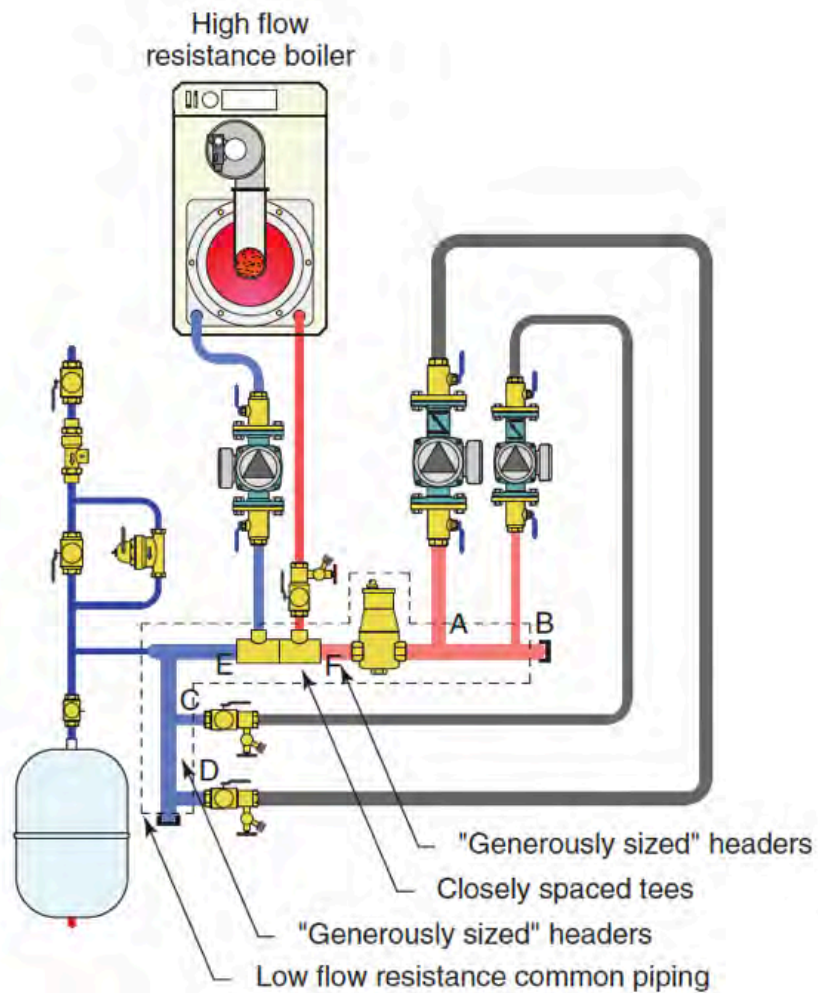 High flow
resistance boiler
A
B
E
F
C
D
"Generously sized" headers
Closely spaced tees
"Generously sized" headers
Low flow resistance common piping